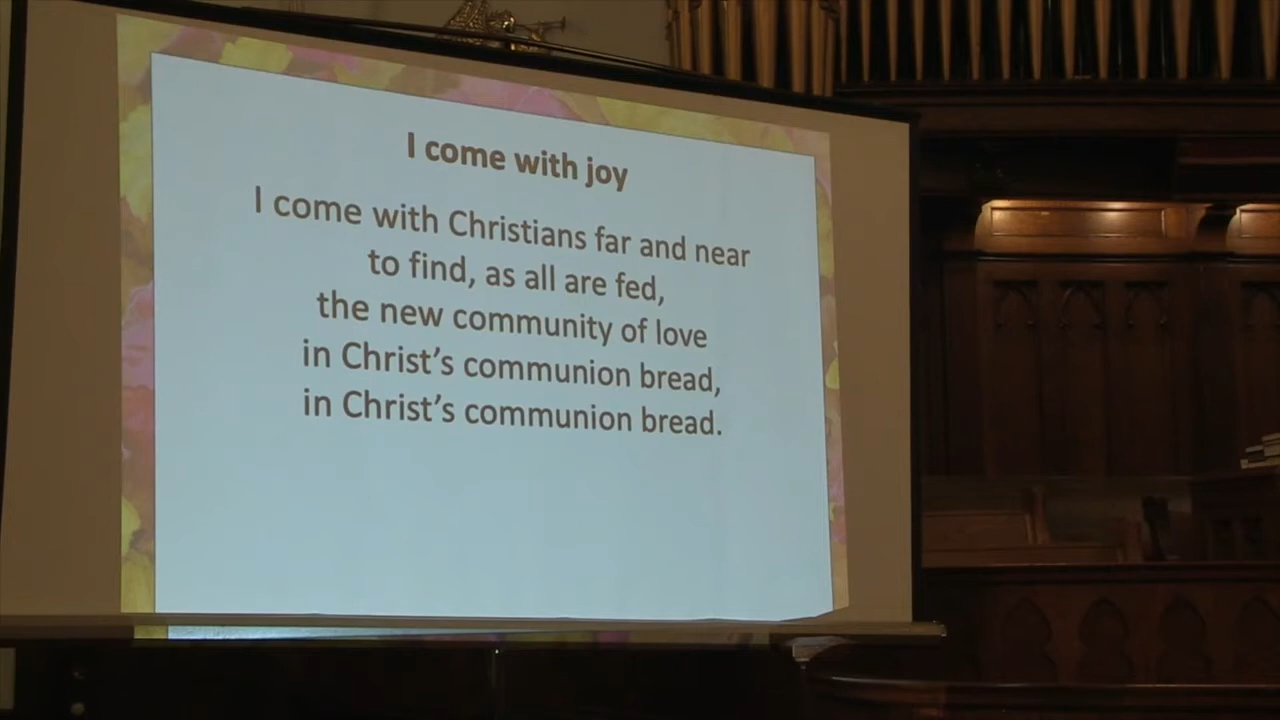 I come with joy
I come with Christians far and near
to find, as all are fed,
the new community of love
in Christ’s communion bread,
in Christ’s communion bread.